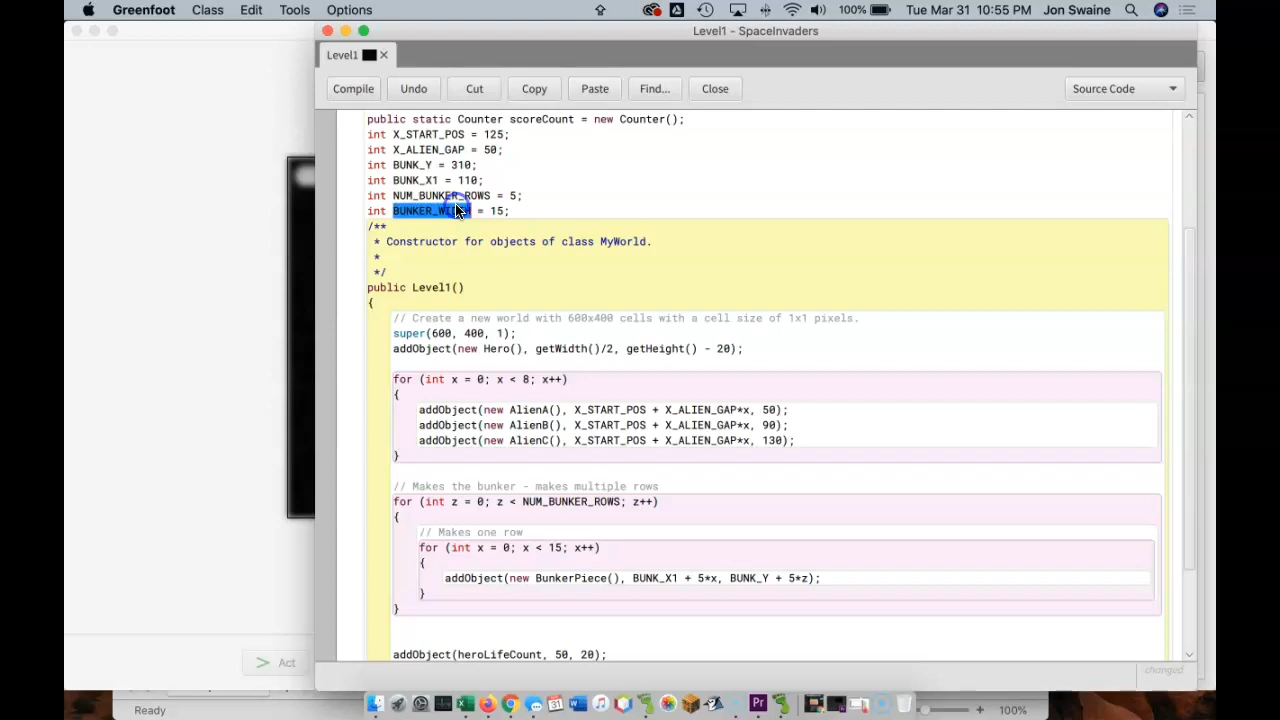 Greenfoot Class Edit Tools Options 100% Tue Mar 31 10:55 PM Jon Swaine
Level1 - SpaceInvaders
Level1
Compile Undo Cut Copy Paste Find... Close Source Code
public static Counter scoreCount = new Counter();
int X_START_POS = 125;
int X_ALIEN_GAP = 50;
int BUNK_Y = 310;
int BUNK_X1 = 110;
int NUM_BUNKER_ROWS = 5;
int = 15;
/**
* Constructor for objects of class MyWorld.
*
*/
public Level1()
{
// Create a new world with 600x400 cells with a cell size of 1x1 pixels.
super(600, 400, 1);
addObject(new Hero(), getWidth()/2, getHeight() - 20);
for (int x = 0; x < 8; x++)
{
addObject(new AlienA(), X_START_POS + X_ALIEN_GAP*x, 50);
addObject(new AlienB(), X_START_POS + X_ALIEN_GAP*x, 90);
addObject(new AlienC(), X_START_POS + X_ALIEN_GAP*x, 130);
}
// Makes the bunker - makes multiple rows
for (int z = 0; z < NUM_BUNKER_ROWS; z++)
{
// Makes one row
for (int x = 0; x < 15; x++)
{
addObject(new BunkerPiece(), BUNK_X1 + 5*x, BUNK_Y + 5*z);
}
}
addObject(heroLifeCount, 50, 20);
changed
> Act
Ready 100%